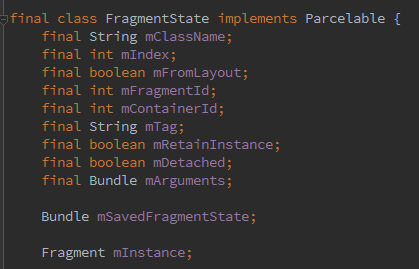 final class FragmentState implements Parcelable {
final String mClassName;
final int mIndex;
final boolean mFromLayout;
final int mFragmentId;
final int mContainerId;
final String mTag;
final boolean mRetainInstance;
final boolean mDetached;
final Bundle mArguments;
Bundle mSavedFragmentState;
Fragment mInstance;